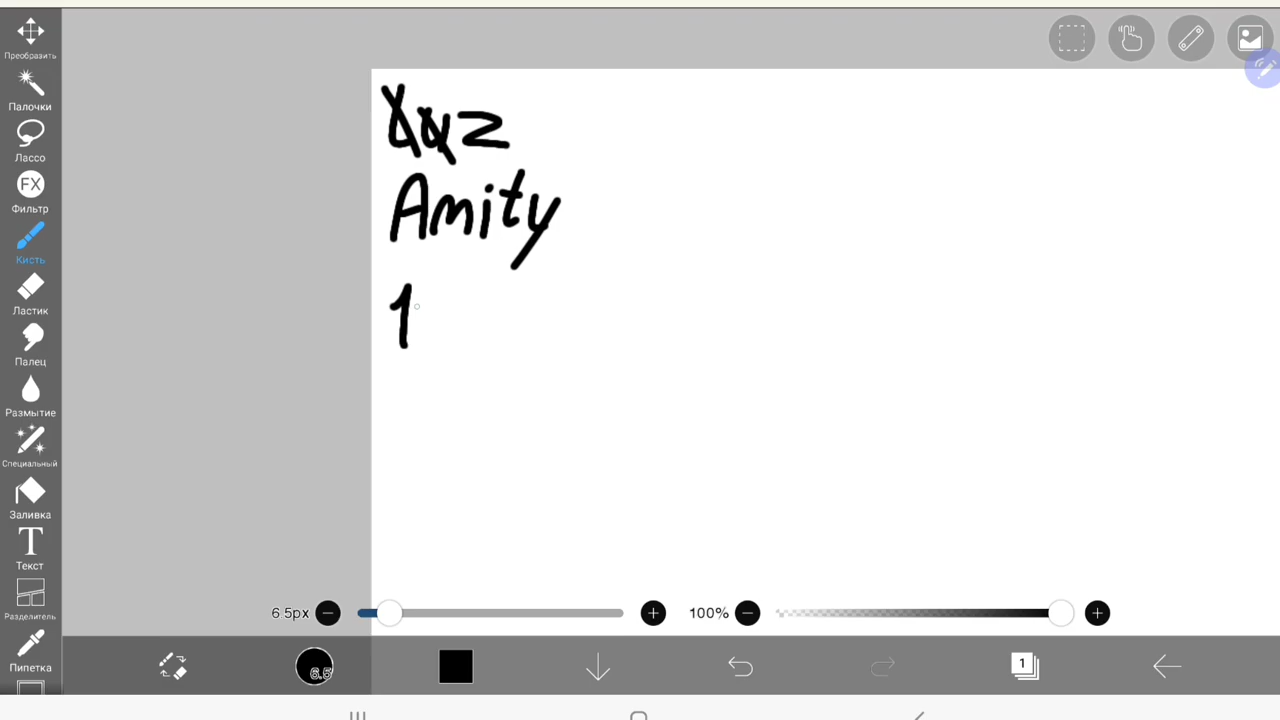 Преобразить
Палочки
Лассо
FX
Фильтр
Кисть
Ластик
Палец
Размытие
Специальный
Заливка
T
Текст
Разделитель
Пипетка
Amity
1
6.5px
100%
6.5
1